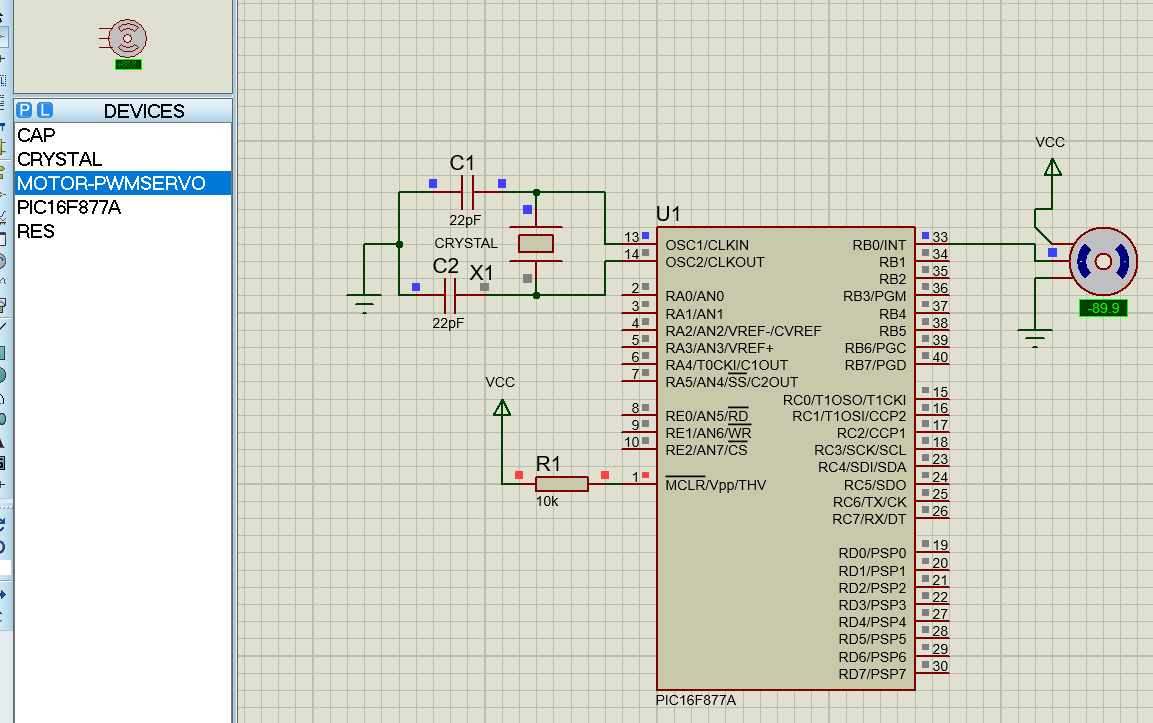 P L DEVICES
CAP
CRYSTAL
MOTOR-PWMSERVO
PIC16F877A
RES
C1
22pF
CRYSTAL
C2
X1
22pF
VCC
R1
10k
VCC
-89.9
U1
13 OSC1/CLKIN
14 OSC2/CLKOUT
2 RA0/AN0
3 RA1/AN1
4 RA2/AN2/VREF-/CVREF
5 RA3/AN3/VREF+
6 RA4/T0CKI/C1OUT
7 RA5/AN4/SS/C2OUT
8 RE0/AN5/RD
9 RE1/AN6/WR
10 RE2/AN7/CS
1 MCLR/Vpp/THV
RB0/INT 33
RB1 34
RB2 35
RB3/PGM 36
RB4 37
RB5 38
RB6/PGC 39
RB7/PGD 40
RC0/T1OSO/T1CKI 15
RC1/T1OSI/CCP2 16
RC2/CCP1 17
RC3/SCK/SCL 18
RC4/SDI/SDA 23
RC5/SDO 24
RC6/TX/CK 25
RC7/RX/DT 26
RD0/PSP0 19
RD1/PSP1 20
RD2/PSP2 21
RD3/PSP3 22
RD4/PSP4 27
RD5/PSP5 28
RD6/PSP6 29
RD7/PSP7 30
PIC16F877A